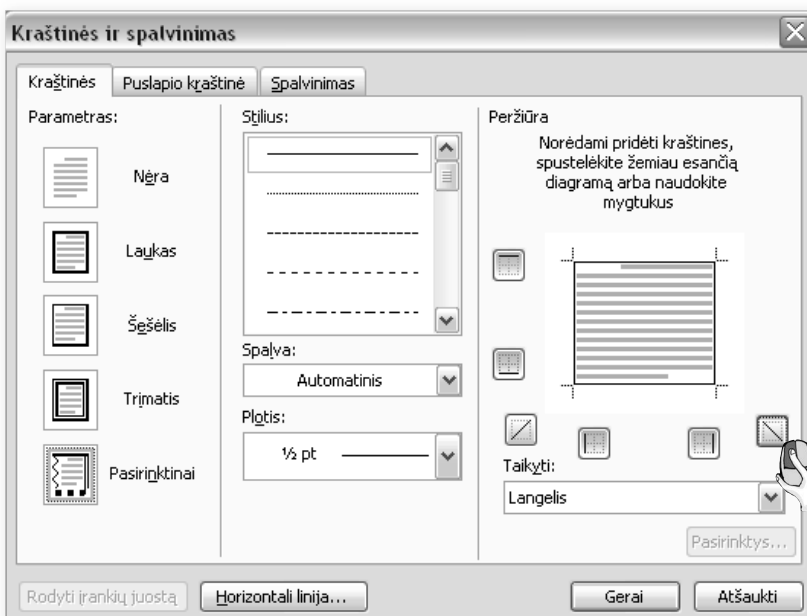 Kraštinės ir spalvinimas
Kraštinės
Puslapio kraštinė
Spalvinimas
Parametras:
Nėra
Laukas
Šešėlis
Trimatis
Pasirinktinai
Stilius:
Spalva:
Automatinis
Plotis:
½ pt
Peržiūra
Norėdami pridėti kraštines,
spustelėkite žemiau esančią
diagramą arba naudokite
mygtukus
Taikyti:
Langelis
Pasirinktys...
Rodyti įrankių juostą
Horizontali linija...
Gerai
Atšaukti